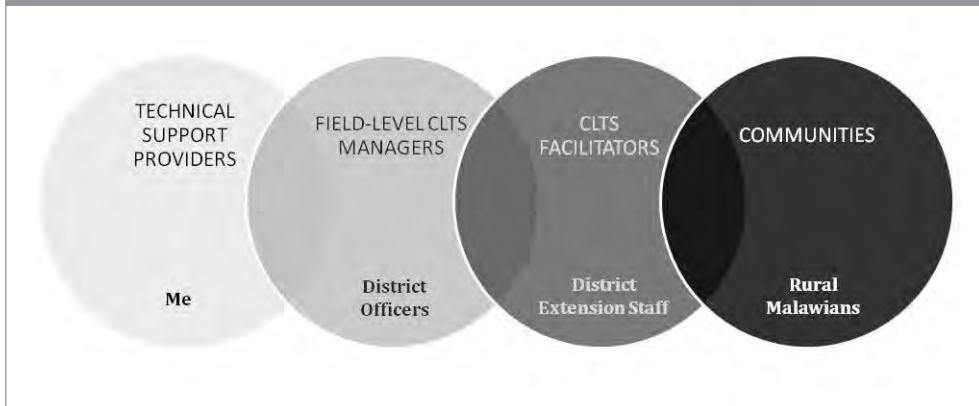 TECHNICAL
SUPPORT
PROVIDERS
Me
FIELD-LEVEL CLTS
MANAGERS
District
Officers
CLTS
FACILITATORS
District
Extension Staff
COMMUNITIES
Rural
Malawians